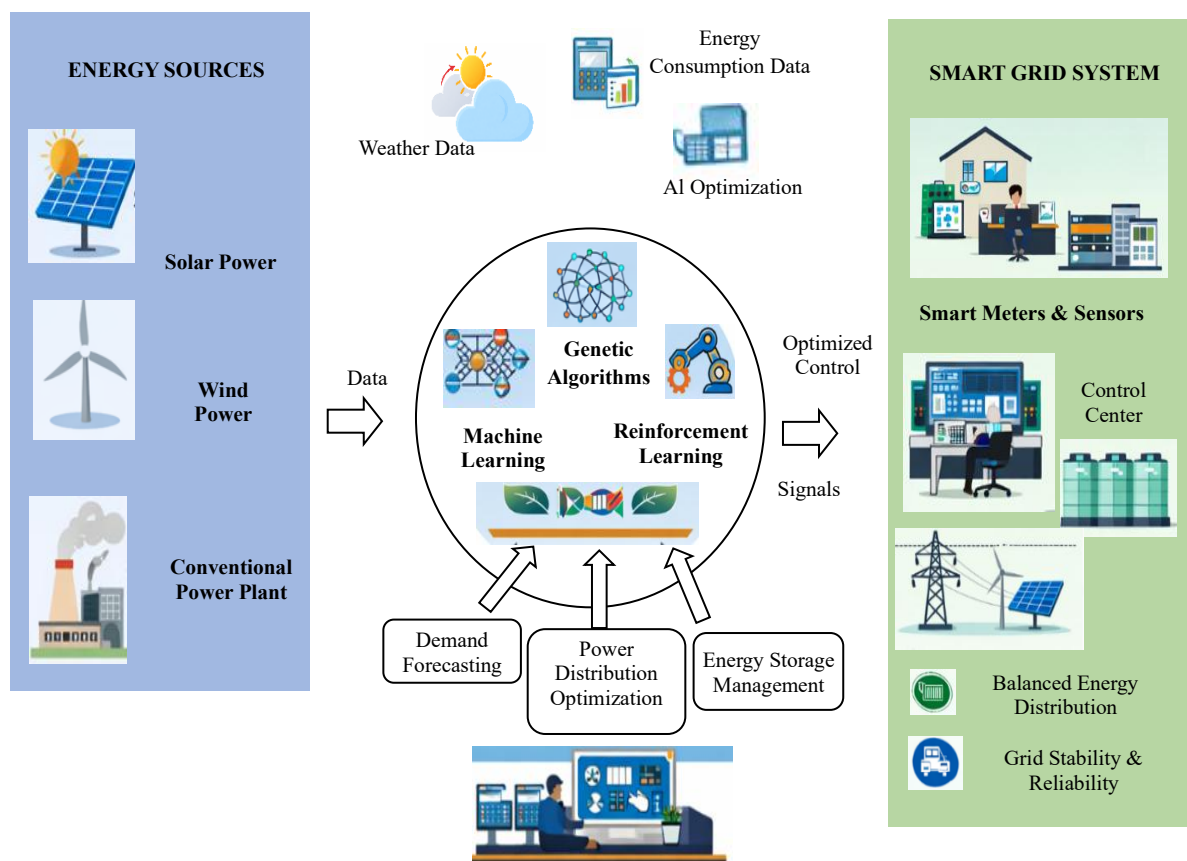 ENERGY SOURCES
Solar Power
Wind
Power
Conventional
Power Plant
Energy
Consumption Data
Weather Data
AI Optimization
Data
Genetic
Algorithms
Machine
Learning
Reinforcement
Learning
Optimized
Control
Signals
Demand
Forecasting
Power
Distribution
Optimization
Energy Storage
Management
SMART GRID SYSTEM
Smart Meters & Sensors
Control
Center
Balanced Energy
Distribution
Grid Stability &
Reliability